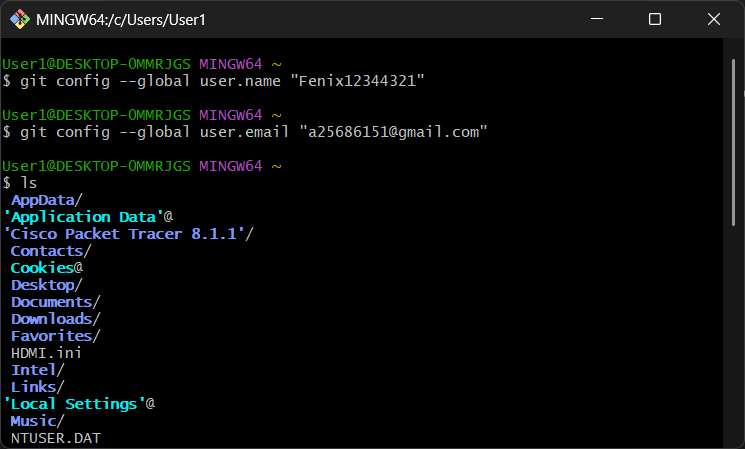 MINGW64:/c/Users/User1
User1@DESKTOP-0MMRJGS MINGW64 ~
$ git config --global user.name "Fenix12344321"
User1@DESKTOP-0MMRJGS MINGW64 ~
$ git config --global user.email "a25686151@gmail.com"
User1@DESKTOP-0MMRJGS MINGW64 ~
$ ls
AppData/
'Application Data'@
'Cisco Packet Tracer 8.1.1'/
Contacts/
Cookies@
Desktop/
Documents/
Downloads/
Favorites/
HDMI.ini
Intel/
Links/
'Local Settings'@
Music/
NTUSER.DAT